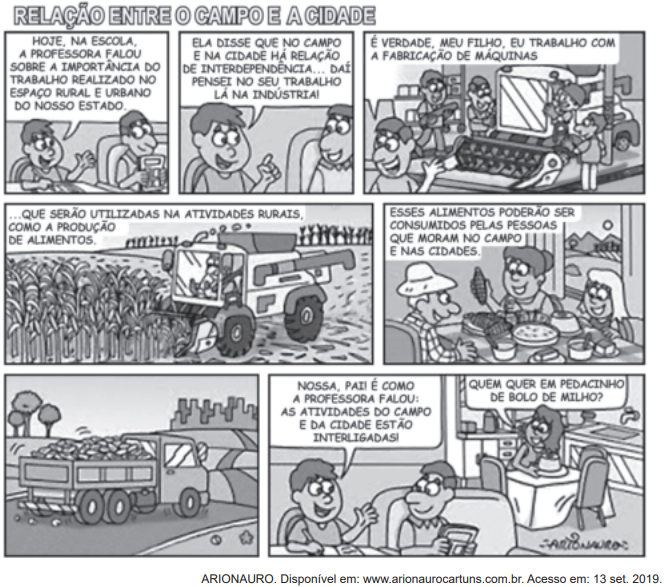 RELAÇÃO ENTRE O CAMPO E A CIDADE
HOJE, NA ESCOLA,
A PROFESSORA FALOU
SOBRE A IMPORTÂNCIA DO
TRABALHO REALIZADO NO
ESPAÇO RURAL E URBANO
DO NOSSO ESTADO.
ELA DISSE QUE NO CAMPO
E NA CIDADE HÁ RELAÇÃO
DE INTERDEPENDÊNCIA... DAÍ
PENSEI NO SEU TRABALHO
LÁ NA INDÚSTRIA!
É VERDADE, MEU FILHO, EU TRABALHO COM
A FABRICAÇÃO DE MÁQUINAS
...QUE SERÃO UTILIZADAS NA ATIVIDADES RURAIS,
COMO A PRODUÇÃO
DE ALIMENTOS.
ESSES ALIMENTOS PODERÃO SER
CONSUMIDOS PELAS PESSOAS
QUE MORAM NO CAMPO
E NAS CIDADES.
NOSSA, PAI! É COMO
A PROFESSORA FALOU:
AS ATIVIDADES DO CAMPO
E DA CIDADE ESTÃO
INTERLIGADAS!
QUEM QUER EM PEDACINHO
DE BOLO DE MILHO?
ARIONAURO
ARIONAURO. Disponível em: www.arionaurocartuns.com.br. Acesso em: 13 set. 2019.